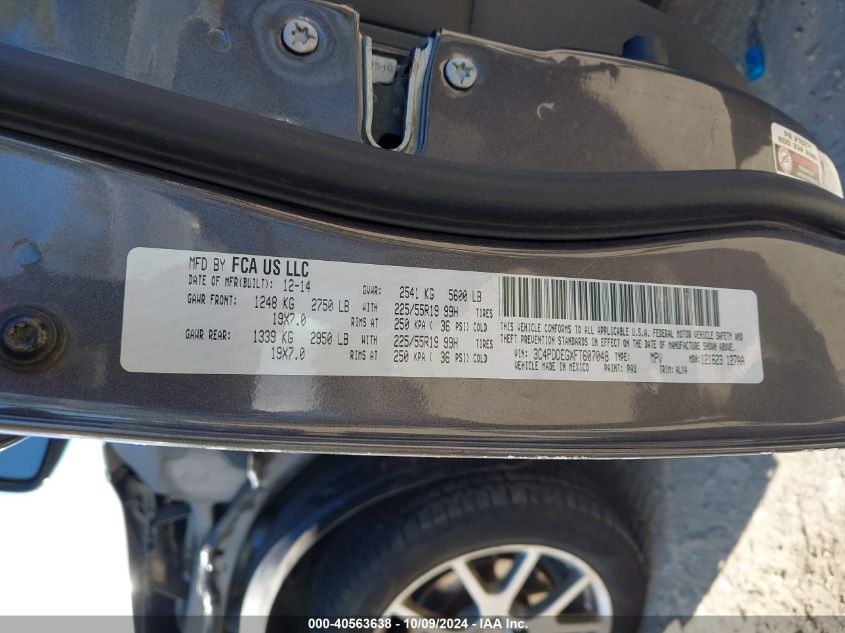 MFD BY FCA US LLC
DATE OF MFR(BUILT): 12-14 GVWR: 2541 KG 5600 LB
GAWR FRONT: 1248 KG 2750 LB WITH 225/55R19 99H TIRES
19X7.0 RIMS AT 250 KPA ( 36 PSI) COLD
GAWR REAR: 1339 KG 2950 LB WITH 225/55R19 99H TIRES
19X7.0 RIMS AT 250 KPA ( 36 PSI) COLD
THIS VEHICLE CONFORMS TO ALL APPLICABLE U.S.A. FEDERAL MOTOR VEHICLE SAFETY AND
THEFT PREVENTION STANDARDS IN EFFECT ON THE DATE OF MANUFACTURE SHOWN ABOVE.
VIN: 3C4PDDEGXFT607048 TYPE: MPV MDH: 121623 127AA
VEHICLE MADE IN MEXICO PAINT: PAU TRIM: ALXA
000-40563638 - 10/09/2024 - IAA Inc.